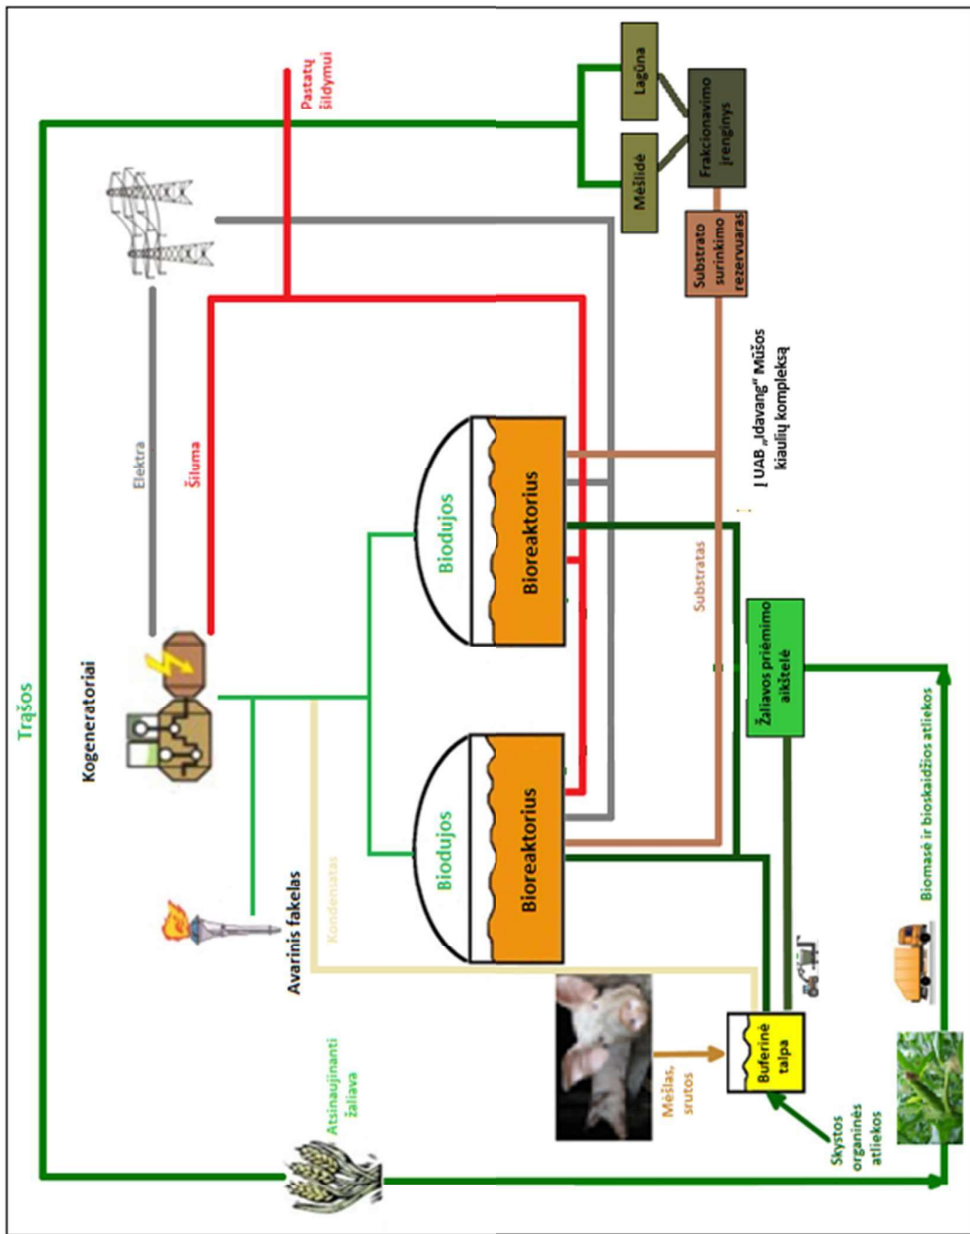 Trąšos
Kogeneratoriai
Elektra
Šiluma
Pastatų
šildymui
Avarinis fakelas
Kondensatas
Atsinaujinanti
žaliava
Biodujos
Bioreaktorius
Biodujos
Bioreaktorius
Lagūna
Mėšlidė
Frakcionavimo
įrenginys
Substrato
surinkimo
rezervuaras
Substratas
Į UAB „Idavang“ Mūšos
kiaulių kompleksą
Žaliavos priėmimo
aikštelė
Mėšlas,
srutos
Buferinė
talpa
Skystos
organinės
atliekos
Biomasė ir bioskaidžios atliekos